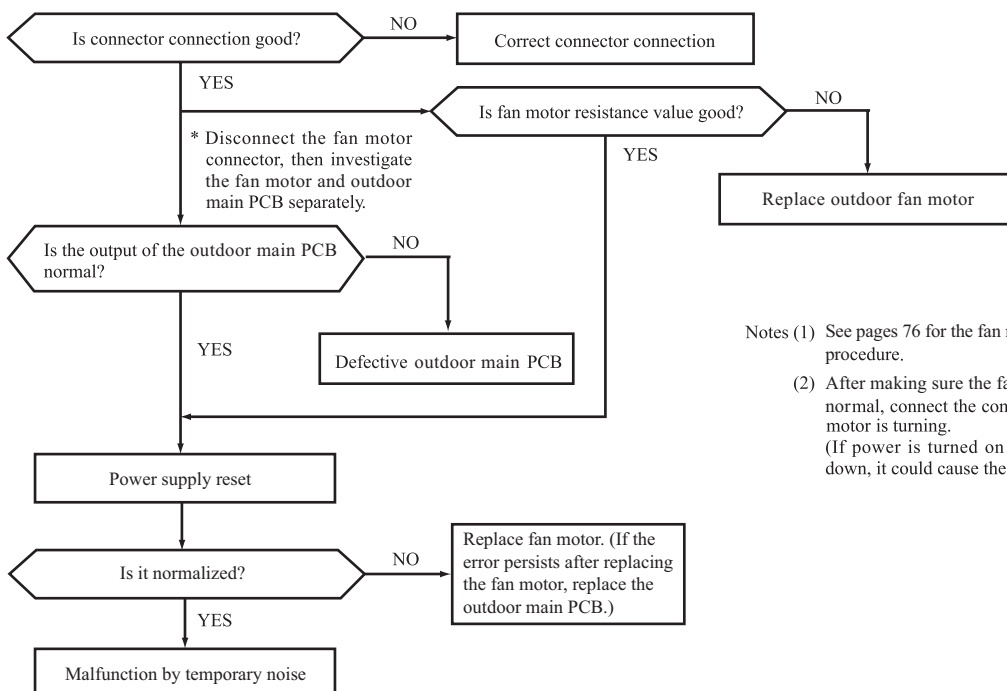 Is connector connection good?
NO
Correct connector connection
YES
Is fan motor resistance value good?
NO
YES
* Disconnect the fan motor
connector, then investigate
the fan motor and outdoor
main PCB separately.
Replace outdoor fan motor
Is the output of the outdoor main PCB
normal?
NO
YES
Defective outdoor main PCB
Notes (1) See pages 76 for the fan
procedure.
(2) After making sure the
normal, connect the
motor is turning.
(If power is turned on
down, it could cause the
Power supply reset
Is it normalized?
NO
Replace fan motor. (If the
error persists after replacing
the fan motor, replace the
outdoor main PCB.)
YES
Malfunction by temporary noise